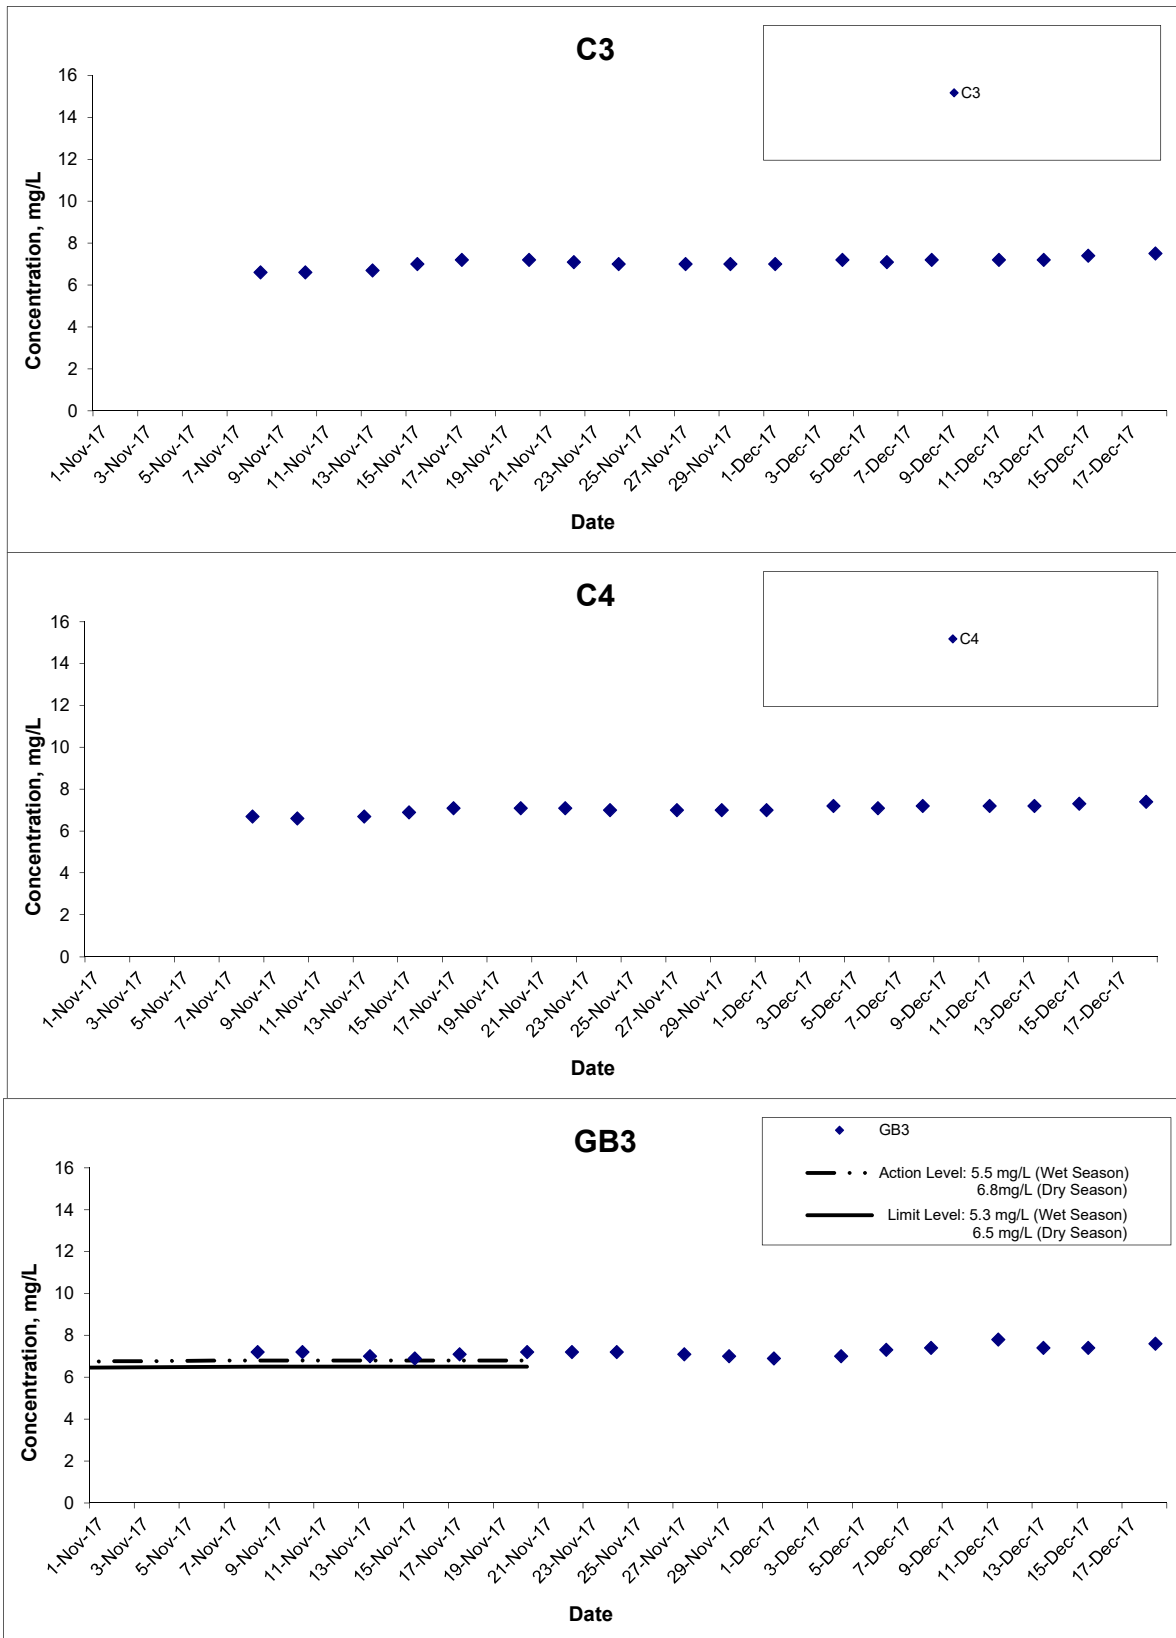 C3
C3
16
14
12
10
8
6
4
2
0
Concentration, mg/L
1-Nov-17
3-Nov-17
5-Nov-17
7-Nov-17
9-Nov-17
11-Nov-17
13-Nov-17
15-Nov-17
17-Nov-17
19-Nov-17
21-Nov-17
23-Nov-17
25-Nov-17
27-Nov-17
29-Nov-17
1-Dec-17
3-Dec-17
5-Dec-17
7-Dec-17
9-Dec-17
11-Dec-17
13-Dec-17
15-Dec-17
17-Dec-17
Date
C4
C4
16
14
12
10
8
6
4
2
0
Concentration, mg/L
1-Nov-17
3-Nov-17
5-Nov-17
7-Nov-17
9-Nov-17
11-Nov-17
13-Nov-17
15-Nov-17
17-Nov-17
19-Nov-17
21-Nov-17
23-Nov-17
25-Nov-17
27-Nov-17
29-Nov-17
1-Dec-17
3-Dec-17
5-Dec-17
7-Dec-17
9-Dec-17
11-Dec-17
13-Dec-17
15-Dec-17
17-Dec-17
Date
GB3
GB3
Action Level: 5.5 mg/L (Wet Season)
6.8mg/L (Dry Season)
Limit Level: 5.3 mg/L (Wet Season)
6.5 mg/L (Dry Season)
16
14
12
10
8
6
4
2
0
Concentration, mg/L
1-Nov-17
3-Nov-17
5-Nov-17
7-Nov-17
9-Nov-17
11-Nov-17
13-Nov-17
15-Nov-17
17-Nov-17
19-Nov-17
21-Nov-17
23-Nov-17
25-Nov-17
27-Nov-17
29-Nov-17
1-Dec-17
3-Dec-17
5-Dec-17
7-Dec-17
9-Dec-17
11-Dec-17
13-Dec-17
15-Dec-17
17-Dec-17
Date